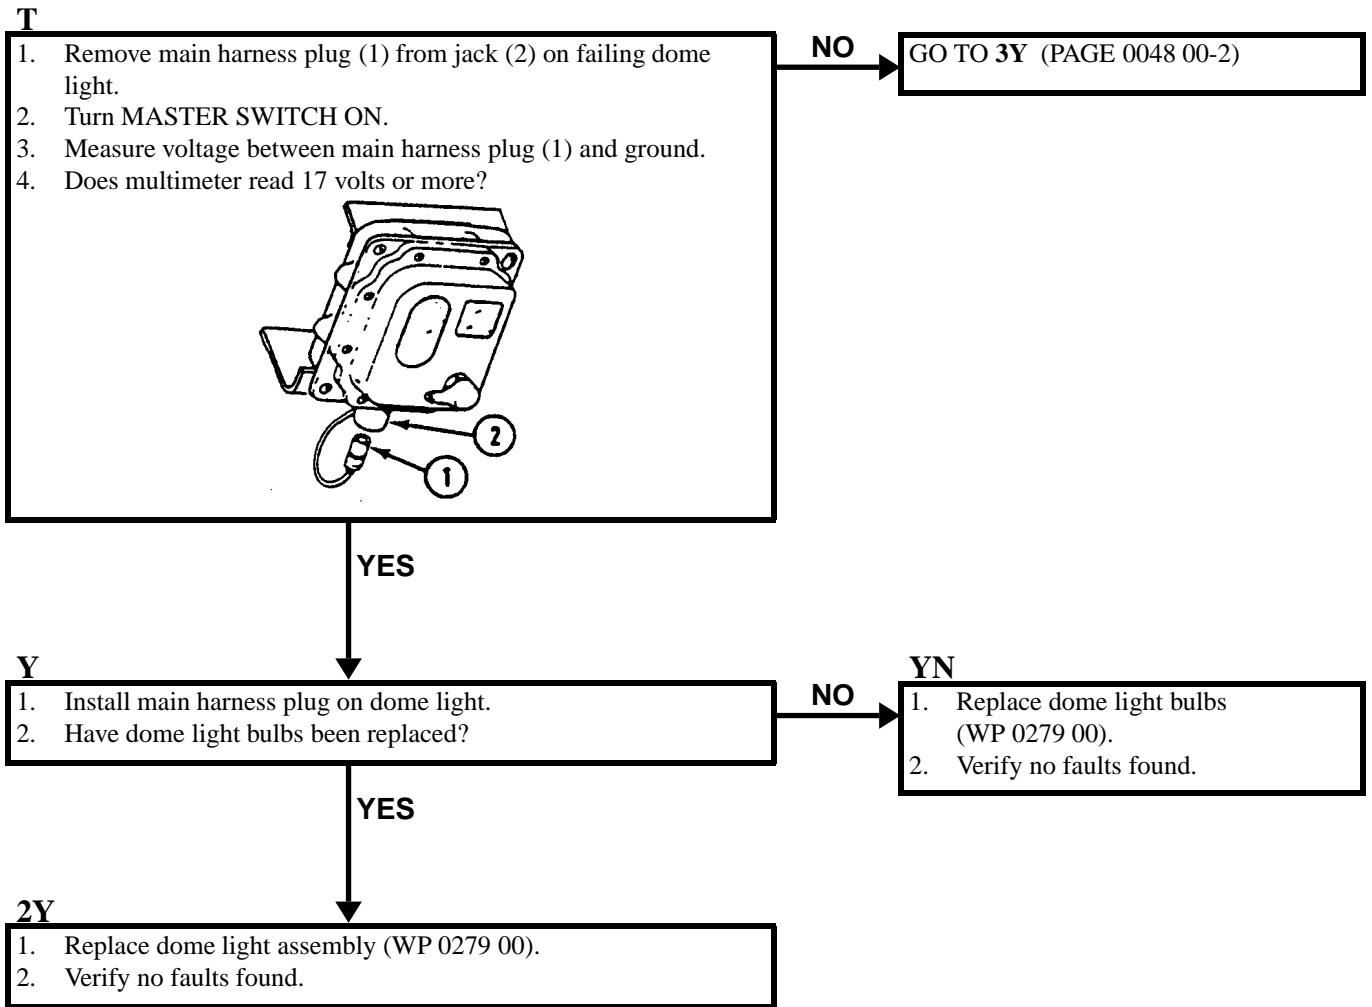 T
1. Remove main harness plug (1) from jack (2) on failing dome
light.
2. Turn MASTER SWITCH ON.
3. Measure voltage between main harness plug (1) and ground.
4. Does multimeter read 17 volts or more?
2
1
NO
GO TO 3Y (PAGE 0048 00-2)
YES
Y
1. Install main harness plug on dome light.
2. Have dome light bulbs been replaced?
NO
YN
1. Replace dome light bulbs
(WP 0279 00).
2. Verify no faults found.
YES
2Y
1. Replace dome light assembly (WP 0279 00).
2. Verify no faults found.